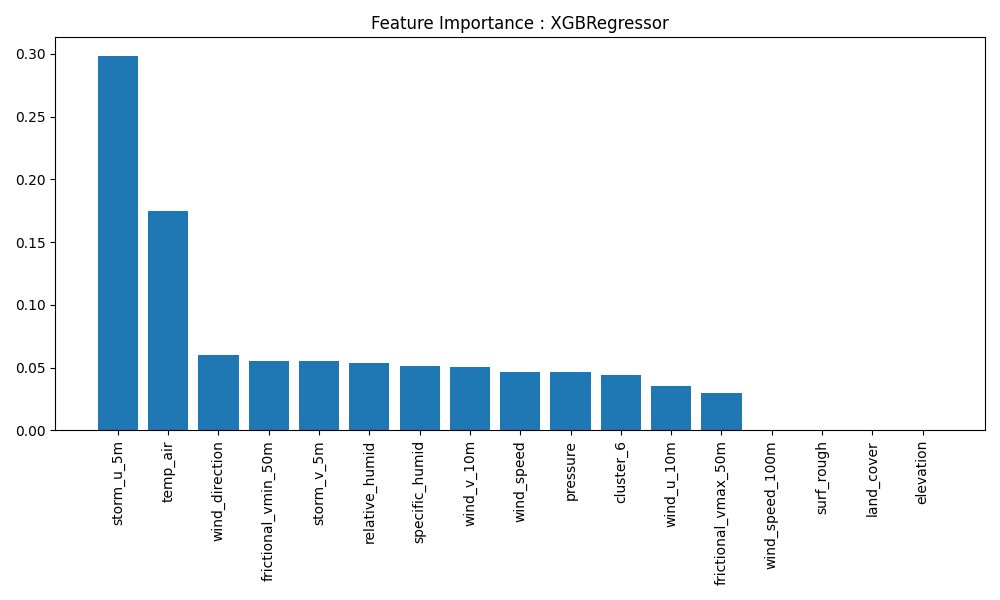 Feature Importance : XGBRegressor
0.30
0.25
0.20
0.15
0.10
0.05
0.00
storm_u_5m
temp_air
wind_direction
frictional_vmin_50m
storm_v_5m
relative_humid
specific_humid
wind_v_10m
wind_speed
pressure
cluster_6
wind_u_10m
frictional_vmax_50m
wind_speed_100m
surf_rough
land_cover
elevation